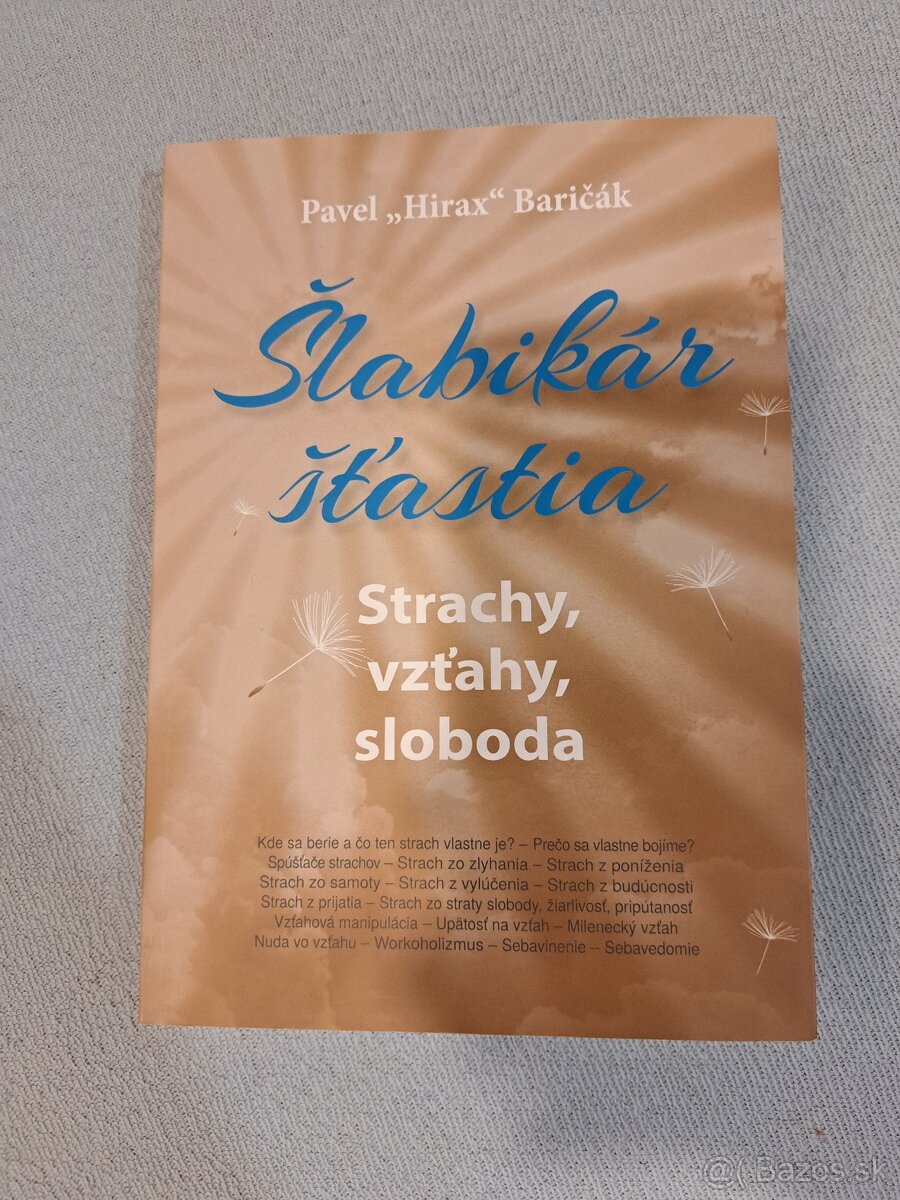 Pavel „Hirax“ Baričák
Šlabikár
šťastia
Strachy,
vzťahy,
sloboda
Kde sa berie a čo ten strach vlastne je? – Prečo sa vlastne bojíme?
Spúšťače strachov – Strach zo zlyhania – Strach z poníženia
Strach zo samoty – Strach z vylúčenia – Strach z budúcnosti
Strach z prijatia – Strach zo straty slobody, žiarlivosť, pripútanosť
Vzťahová manipulácia – Upätosť na vzťah – Milenecký vzťah
Nuda vo vzťahu – Workoholizmus – Sebavinenie – Sebavedomie
@( Bazos.sk